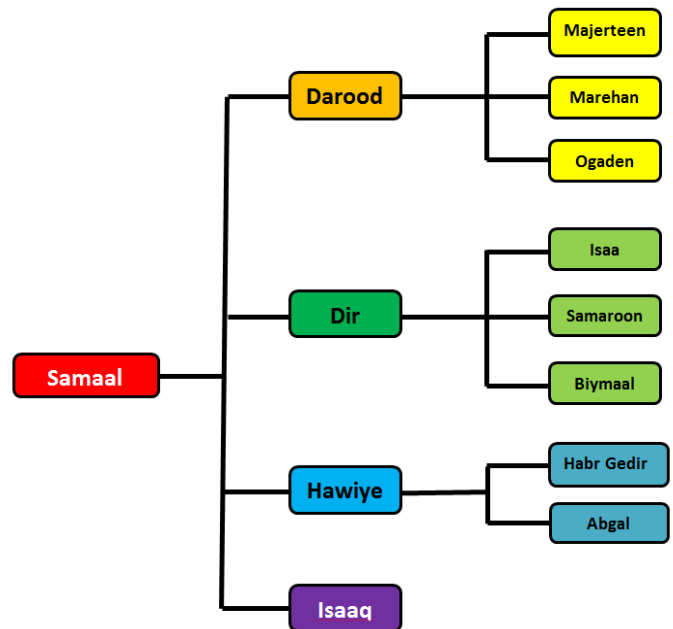 Majerteen
Darood
Marehan
Ogaden
Isaa
Dir
Samaroon
Samaal
Biymaal
Habr Gedir
Hawiye
Abgal
Isaaq